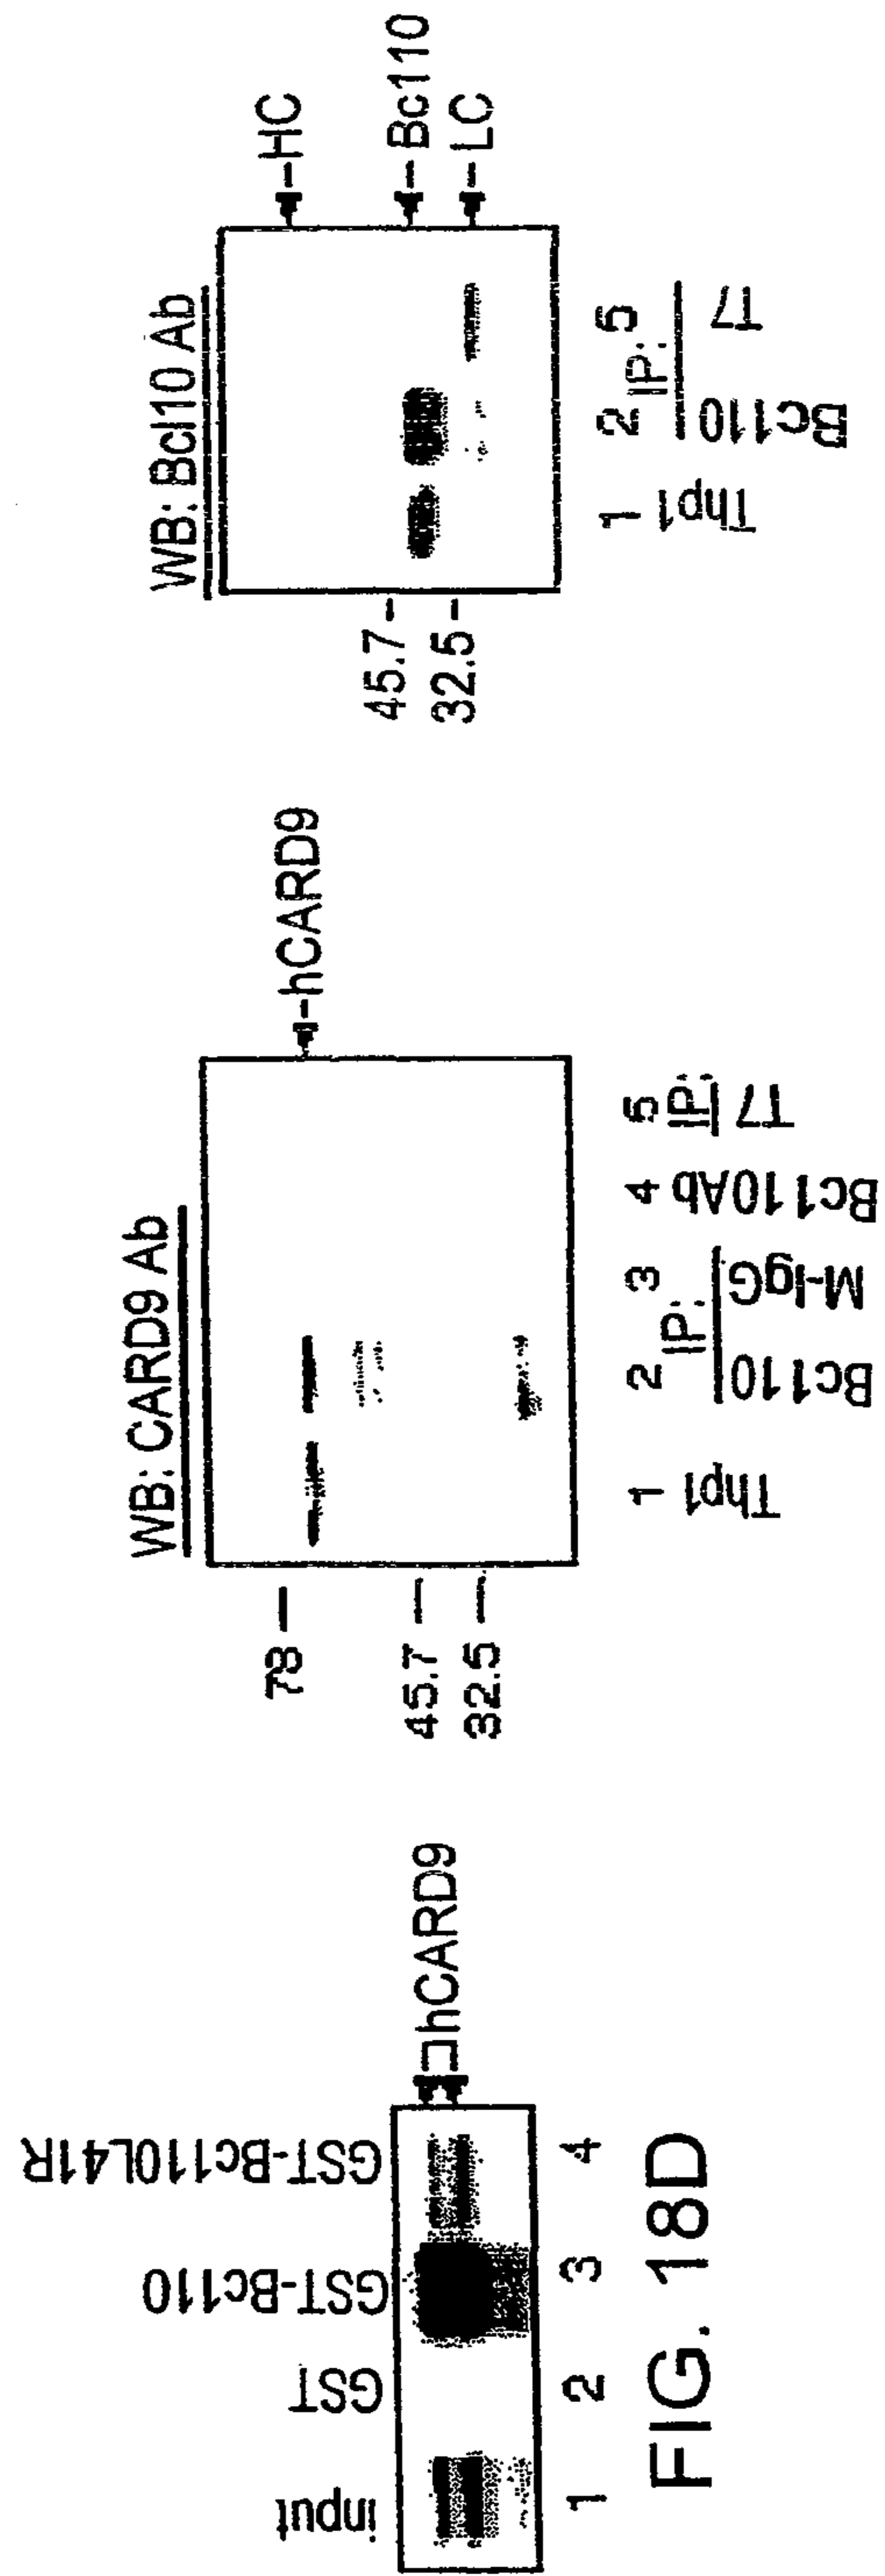 input
GST
GST-Bc110
GST-Bc110L41R
hCARD9
1 2 3 4
FIG. 18D
WB: CARD9 Ab
78
45.7
32.5
hCARD9
1 2 3 4 5
IP: IP:
Thp1 Bc110 M-IgG Bc110Ab T7
WB: Bcl10 Ab
45.7
32.5
HC
Bc110
LC
1 2 5
IP:
Thp1 Bc110 T7